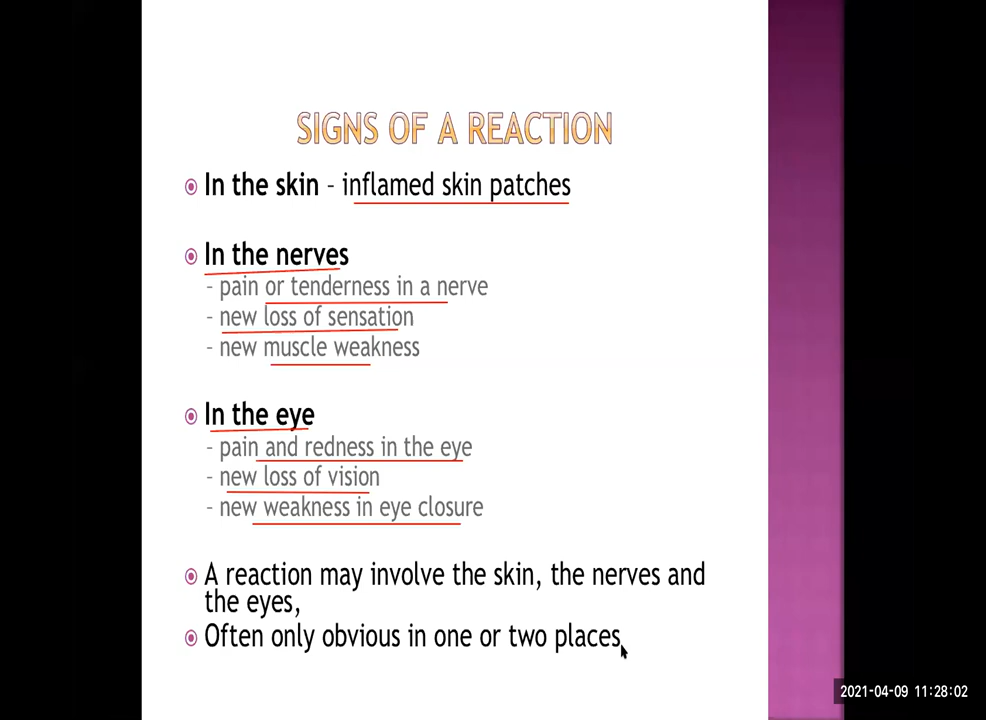 SIGNS OF A REACTION
In the skin - inflamed skin patches
In the nerves
- pain or tenderness in a nerve
- new loss of sensation
- new muscle weakness
In the eye
- pain and redness in the eye
- new loss of vision
- new weakness in eye closure
A reaction may involve the skin, the nerves and
the eyes,
Often only obvious in one or two places
2021-04-09 11:28:02